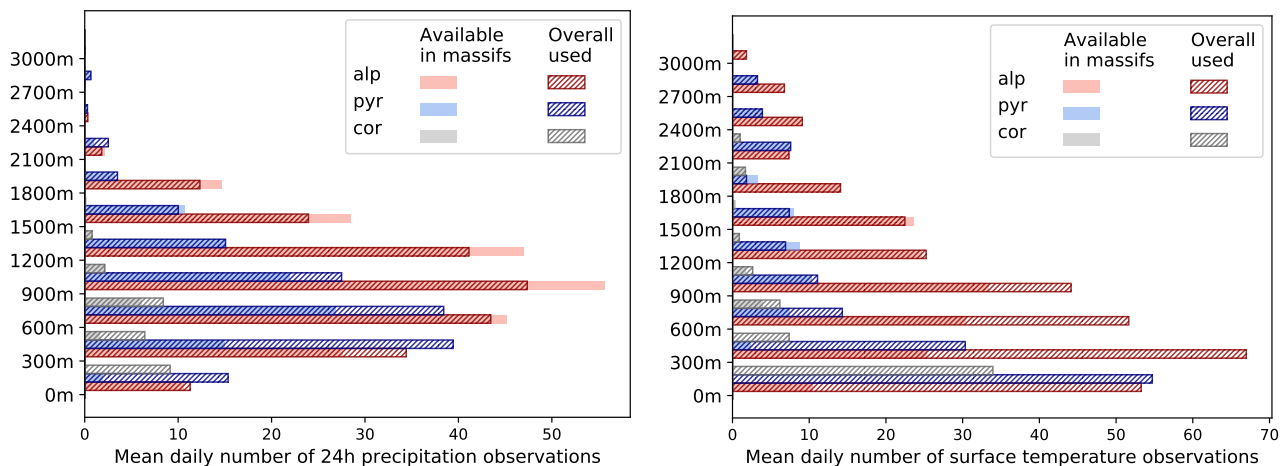 3000m
2700m
2400m
2100m
1800m
1500m
1200m
900m
600m
300m
0m
0 10 20 30 40 50
Mean daily number of 24h precipitation observations
Available
in massifs
Overall
used
alp
pyr
cor
3000m
2700m
2400m
2100m
1800m
1500m
1200m
900m
600m
300m
0m
0 10 20 30 40 50 60 70
Mean daily number of surface temperature observations
Available
in massifs
Overall
used
alp
pyr
cor